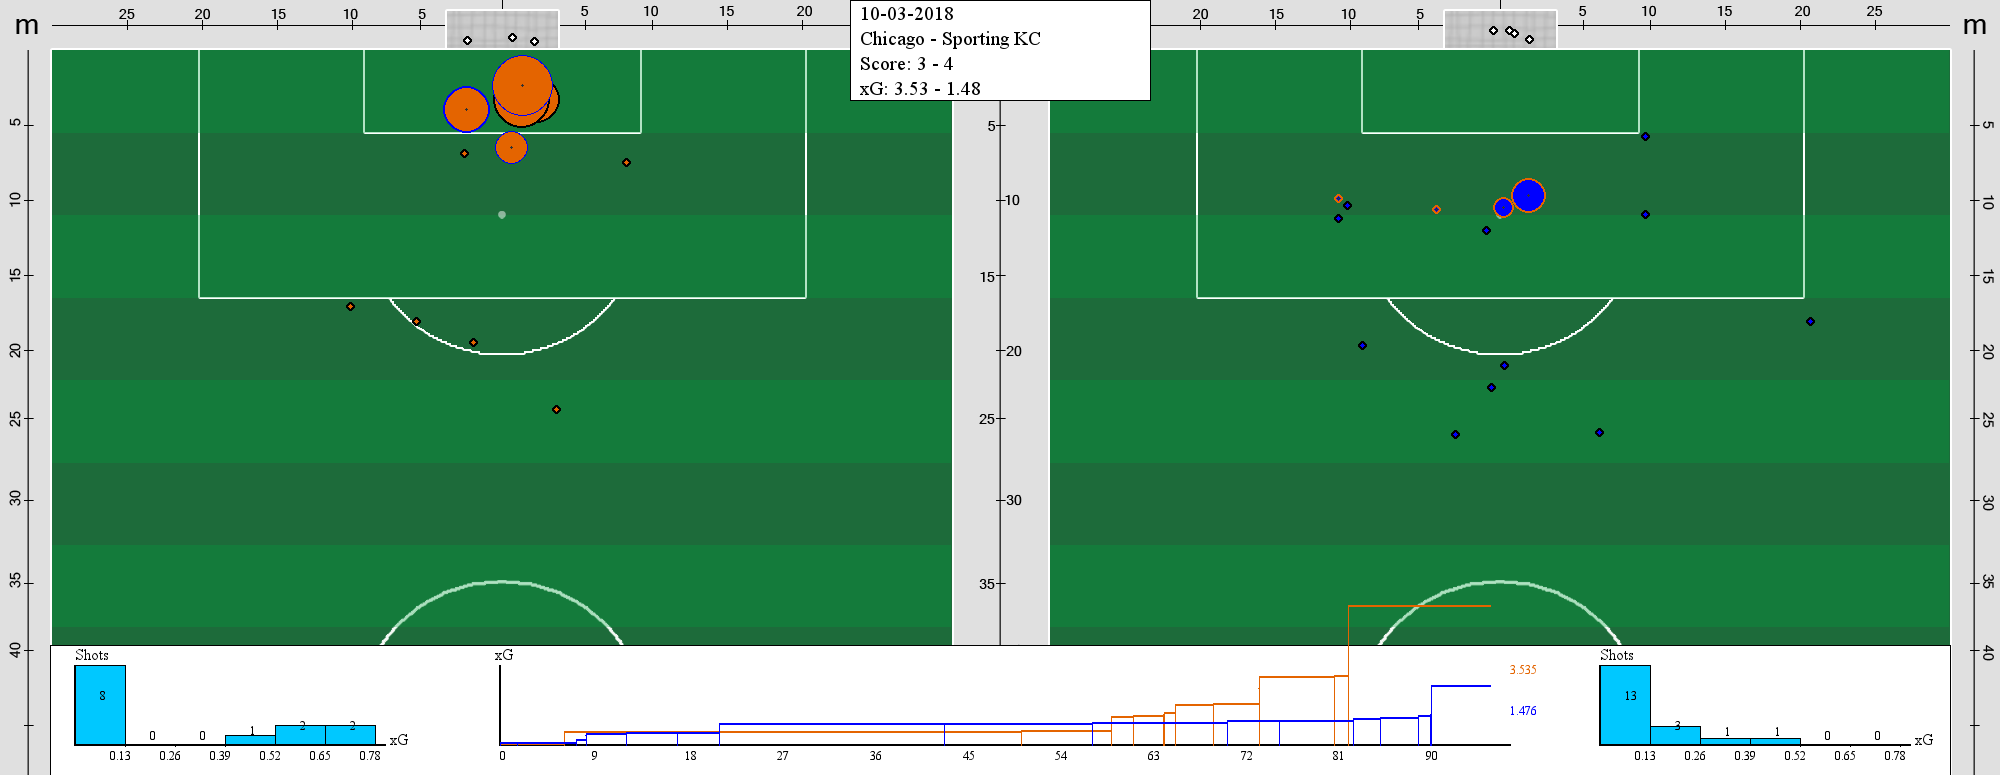 25 20 15 10 5 5 10 15 20
m
10-03-2018
Chicago - Sporting KC
Score: 3 - 4
xG: 3.53 - 1.48
20 15 10 5 5 10 15 20 25
m
5 5 5
10 10 10
15 15 15
20 20 20
25 25 25
30 30 30
35 35 35
40 40
Shots
8 0 0 1 2 2
xG
0.13 0.26 0.39 0.52 0.65 0.78
xG
3.535
1.476
0 9 18 27 36 45 54 63 72 81 90
Shots
13 3 1 1 0 0
xG
0.13 0.26 0.39 0.52 0.65 0.78